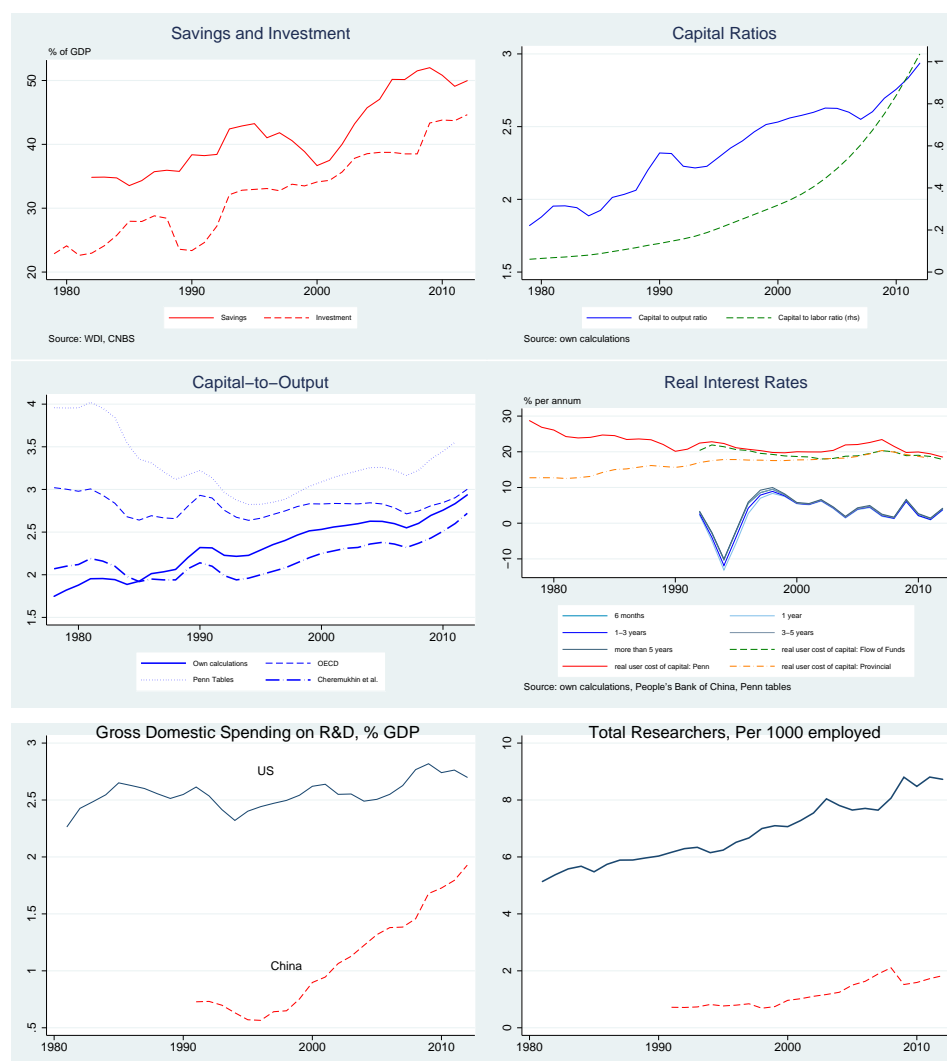 Savings and Investment
% of GDP
50
40
30
20
1980 1990 2000 2010
Savings Investment
Source: WDI, CNBS
Capital Ratios
3
2.5
2
1.5
1
.8
.6
.4
.2
0
1980 1990 2000 2010
Capital to output ratio Capital to labor ratio (rhs)
Source: own calculations
Capital−to−Output
4
3.5
3
2.5
2
1.5
1980 1990 2000 2010
Own calculations OECD
Penn Tables Cheremukhin et al.
Real Interest Rates
% per annum
30
20
10
0
−10
1980 1990 2000 2010
6 months 1 year
1−3 years 3−5 years
more than 5 years real user cost of capital: Flow of Funds
real user cost of capital: Penn real user cost of capital: Provincial
Source: own calculations, People's Bank of China, Penn tables
Gross Domestic Spending on R&D, % GDP
3
2.5
2
1.5
1
.5
US
China
1980 1990 2000 2010
Total Researchers, Per 1000 employed
10
8
6
4
2
0
1980 1990 2000 2010